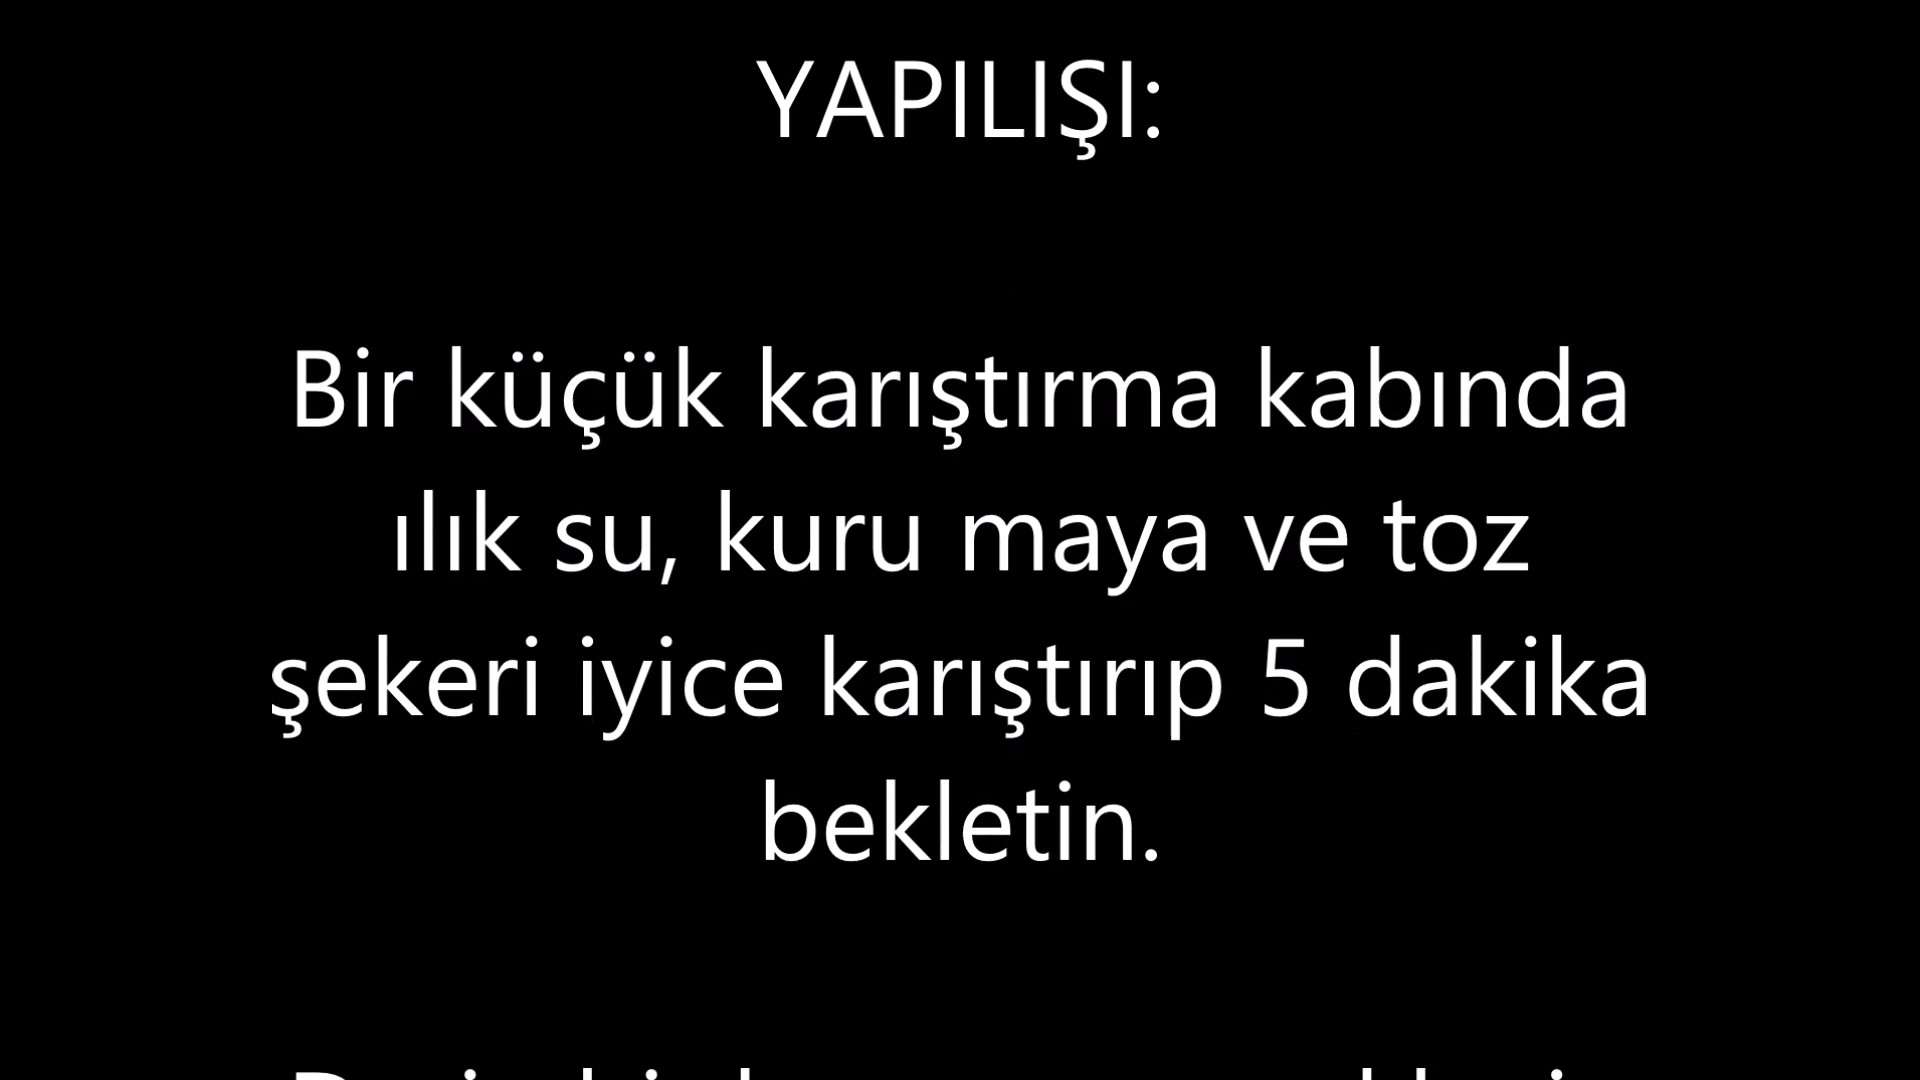 YAPILIŞI:
Bir küçük karıştırma kabında
ılık su, kuru maya ve toz
şekeri iyice karıştırıp 5 dakika
bekletin.